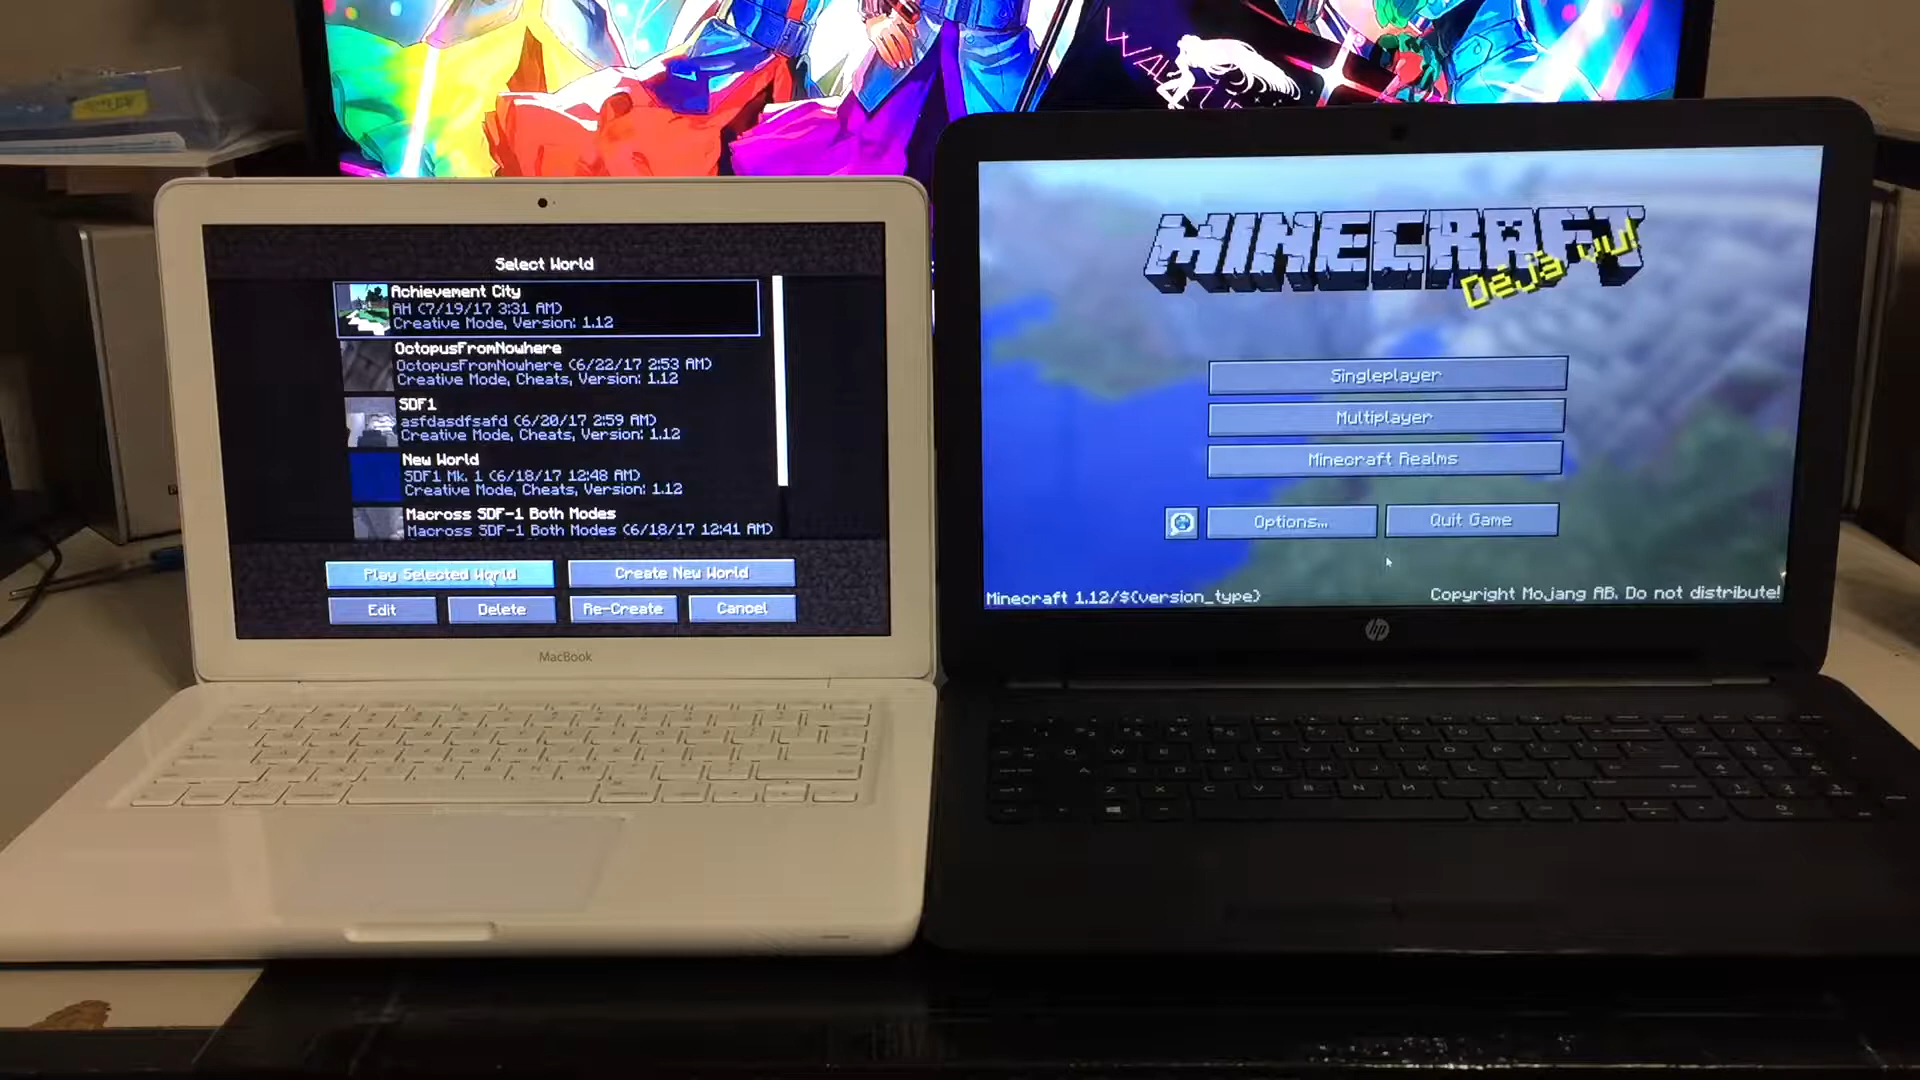 Select World
Achievement City
AH (7/19/17 3:31 AM)
Creative Mode, Version: 1.12
OctopusFromNowhere
OctopusFromNowhere (6/22/17 2:53 AM)
Creative Mode, Cheats, Version: 1.12
SDF1
asfdasdfsafd (6/20/17 2:59 AM)
Creative Mode, Cheats, Version: 1.12
New World
SDF1 Mk. 1 (6/18/17 12:48 AM)
Creative Mode, Cheats, Version: 1.12
Macross SDF-1 Both Modes
Macross SDF-1 Both Modes (6/18/17 12:41 AM)
Play Selected World
Create New World
Edit
Delete
Re-Create
Cancel
MacBook
MINECRAFT
Déjà vu!
Singleplayer
Multiplayer
Minecraft Realms
Options...
Quit Game
Minecraft 1.12/${version_type}
Copyright Mojang AB. Do not distribute!
hp
Q W E R T Y U I O P
A S D F G H J K L
Z X C V B N M